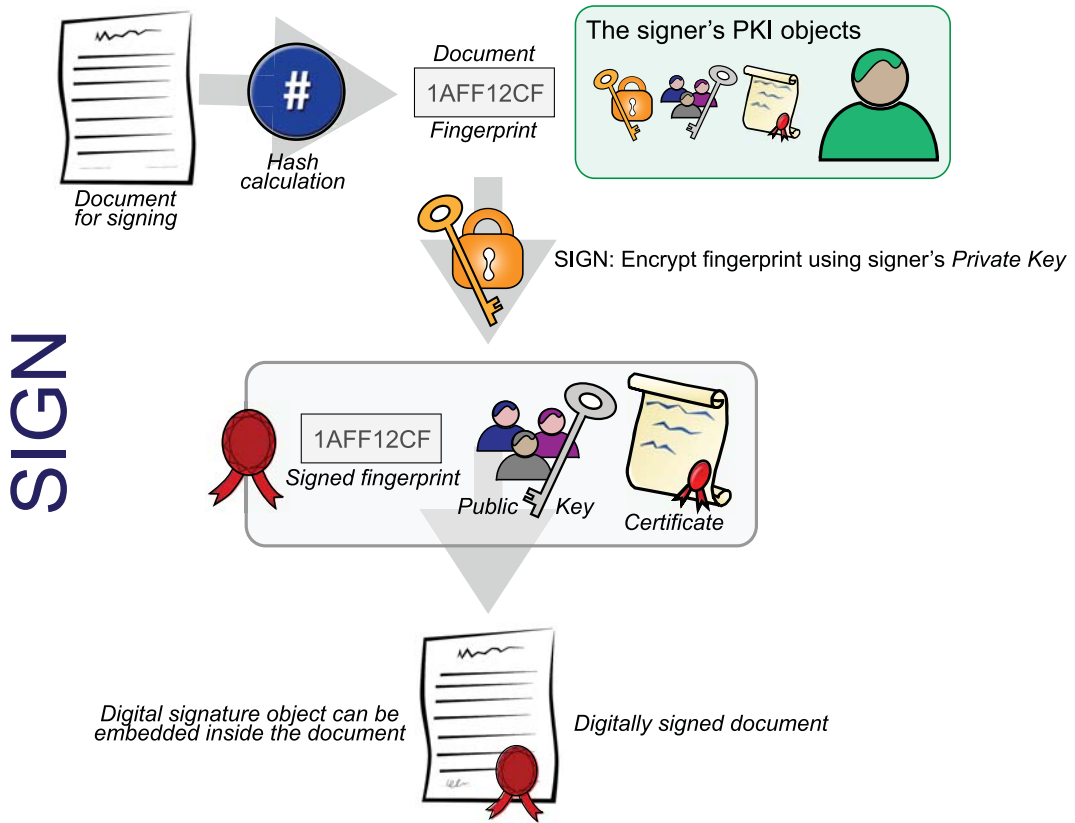 Document
for signing
#
Hash
calculation
Document
1AFF12CF
Fingerprint
The signer’s PKI objects
SIGN: Encrypt fingerprint using signer’s Private Key
SIGN
1AFF12CF
Signed fingerprint
Public Key
Certificate
Digital signature object can be
embedded inside the document
Digitally signed document